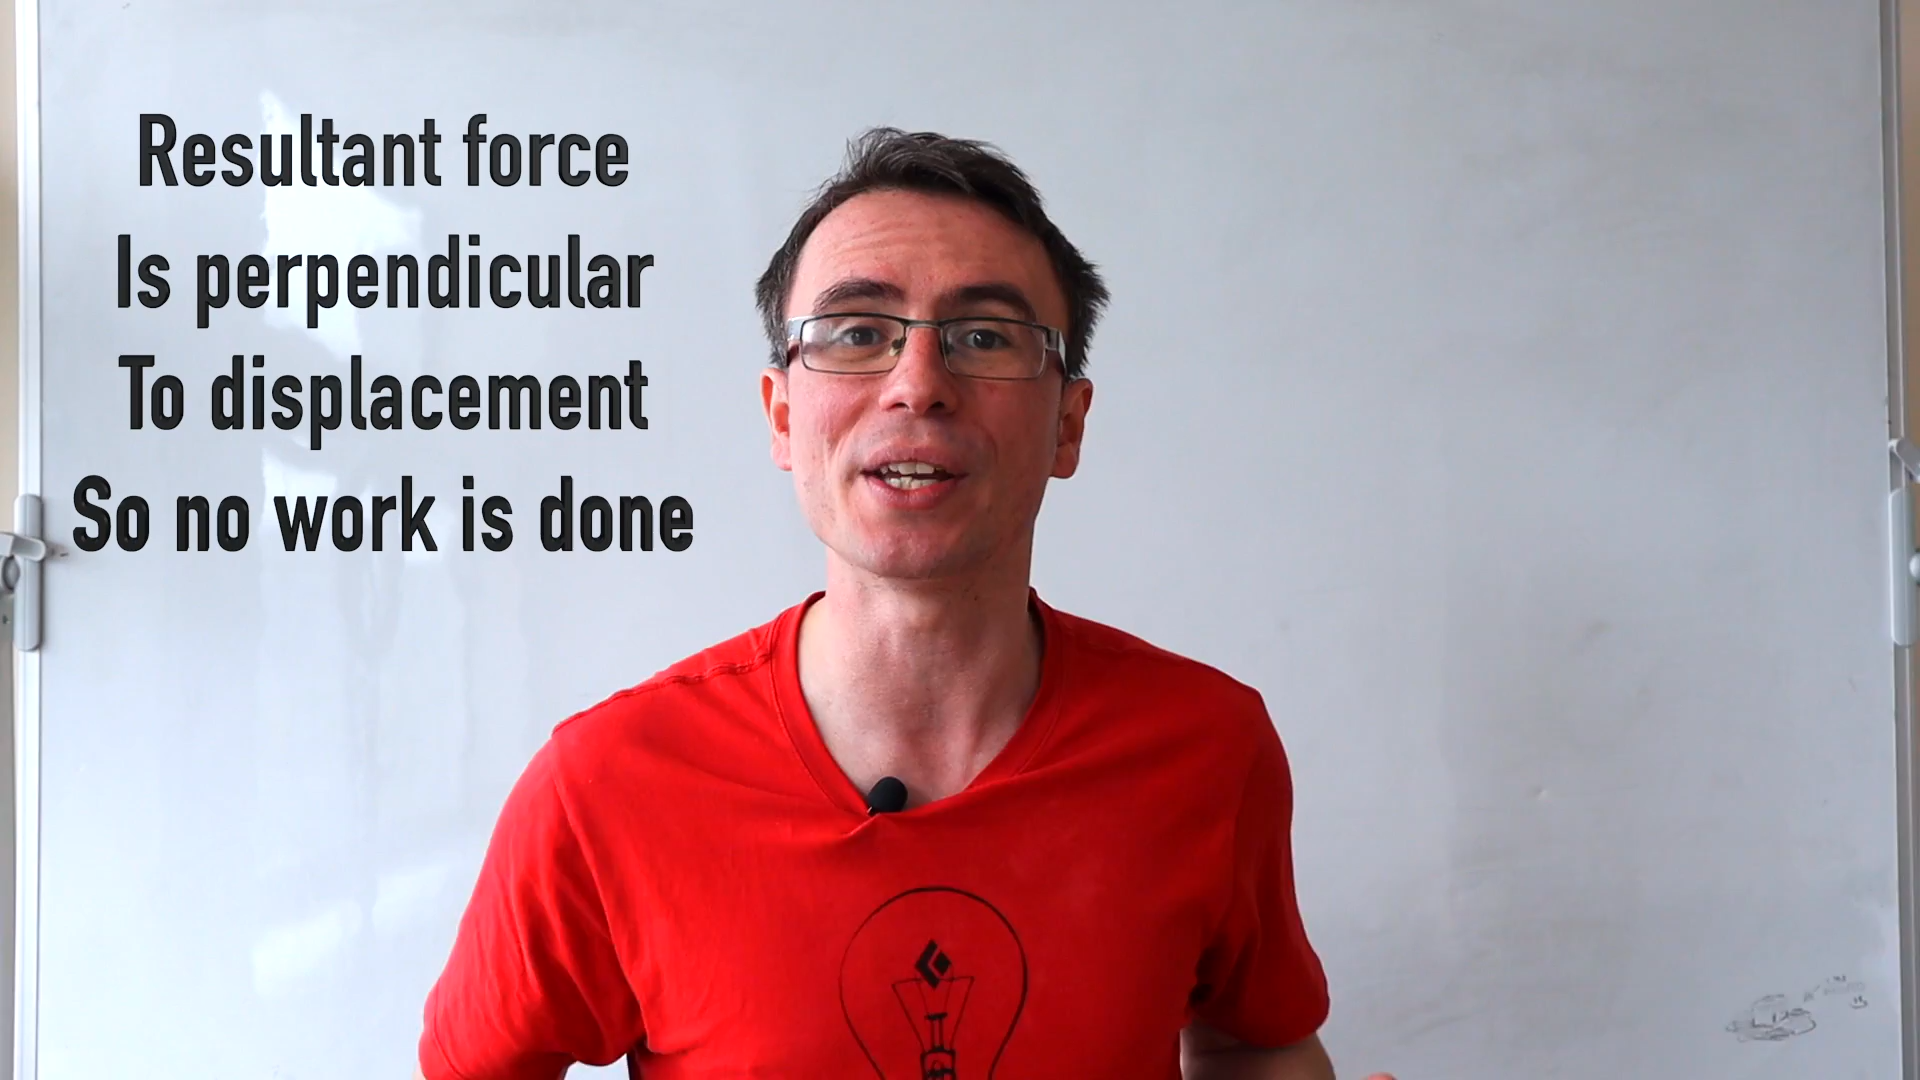 Resultant force
Is perpendicular
To displacement
So no work is done